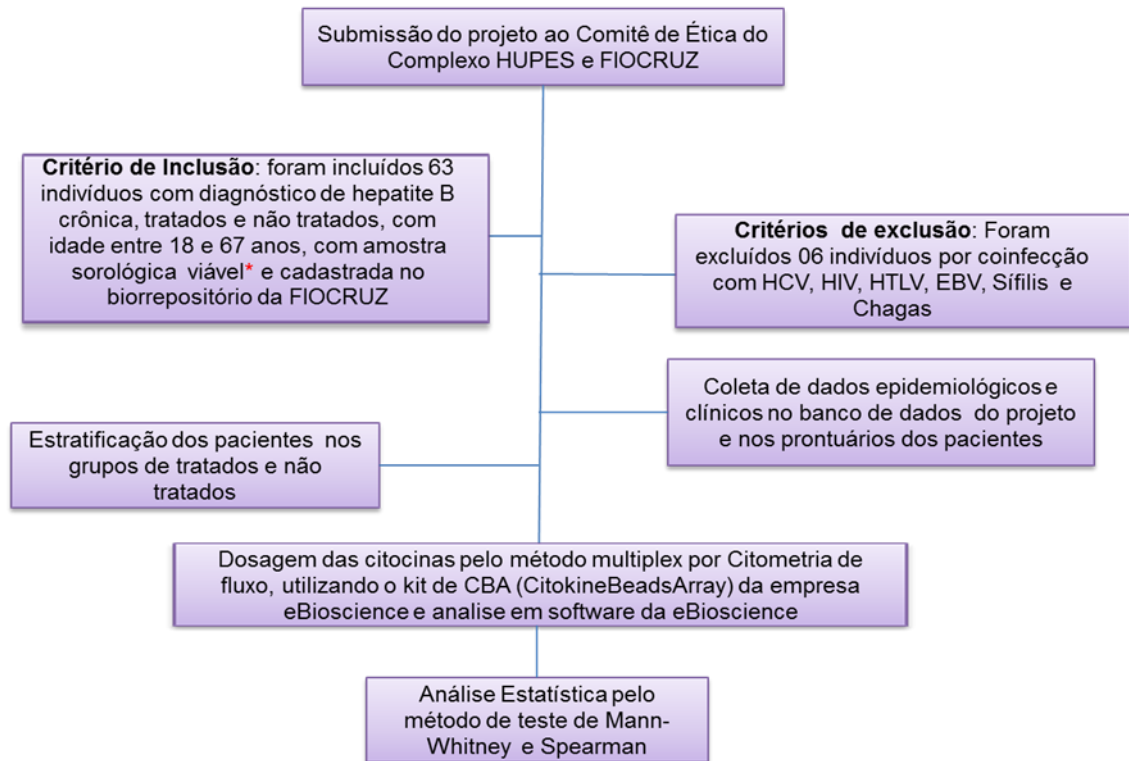 Submissão do projeto ao Comitê de Ética do
Complexo HUPES e FIOCRUZ
Critério de Inclusão: foram incluídos 63
indivíduos com diagnóstico de hepatite B
crônica, tratados e não tratados, com
idade entre 18 e 67 anos, com amostra
sorológica viável* e cadastrada no
biorrepositório da FIOCRUZ
Critérios de exclusão: Foram
excluídos 06 indivíduos por coinfecção
com HCV, HIV, HTLV, EBV, Sífilis e
Chagas
Coleta de dados epidemiológicos e
clínicos no banco de dados do projeto
e nos prontuários dos pacientes
Estratificação dos pacientes nos
grupos de tratados e não
tratados
Dosagem das citocinas pelo método multiplex por Citometria de
fluxo, utilizando o kit de CBA (CitokineBeadsArray) da empresa
eBioscience e analise em software da eBioscience
Análise Estatística pelo
método de teste de Mann-
Whitney e Spearman